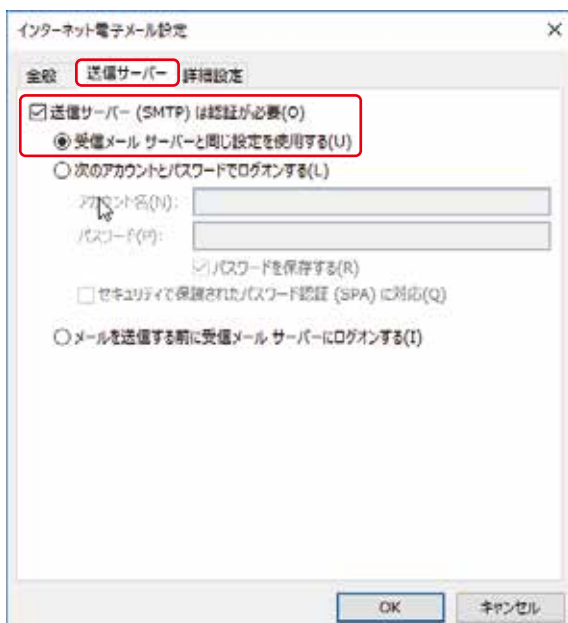 インターネット電子メール設定
全般 送信サーバー 詳細設定
送信サーバー (SMTP) は認証が必要(O)
受信メール サーバーと同じ設定を使用する(U)
次のアカウントとパスワードでログオンする(L)
アカウント名(N):
パスワード(P):
パスワードを保存する(R)
セキュリティで保護されたパスワード認証 (SPA) に対応(Q)
メールを送信する前に受信メール サーバーにログオンする(I)
OK キャンセル